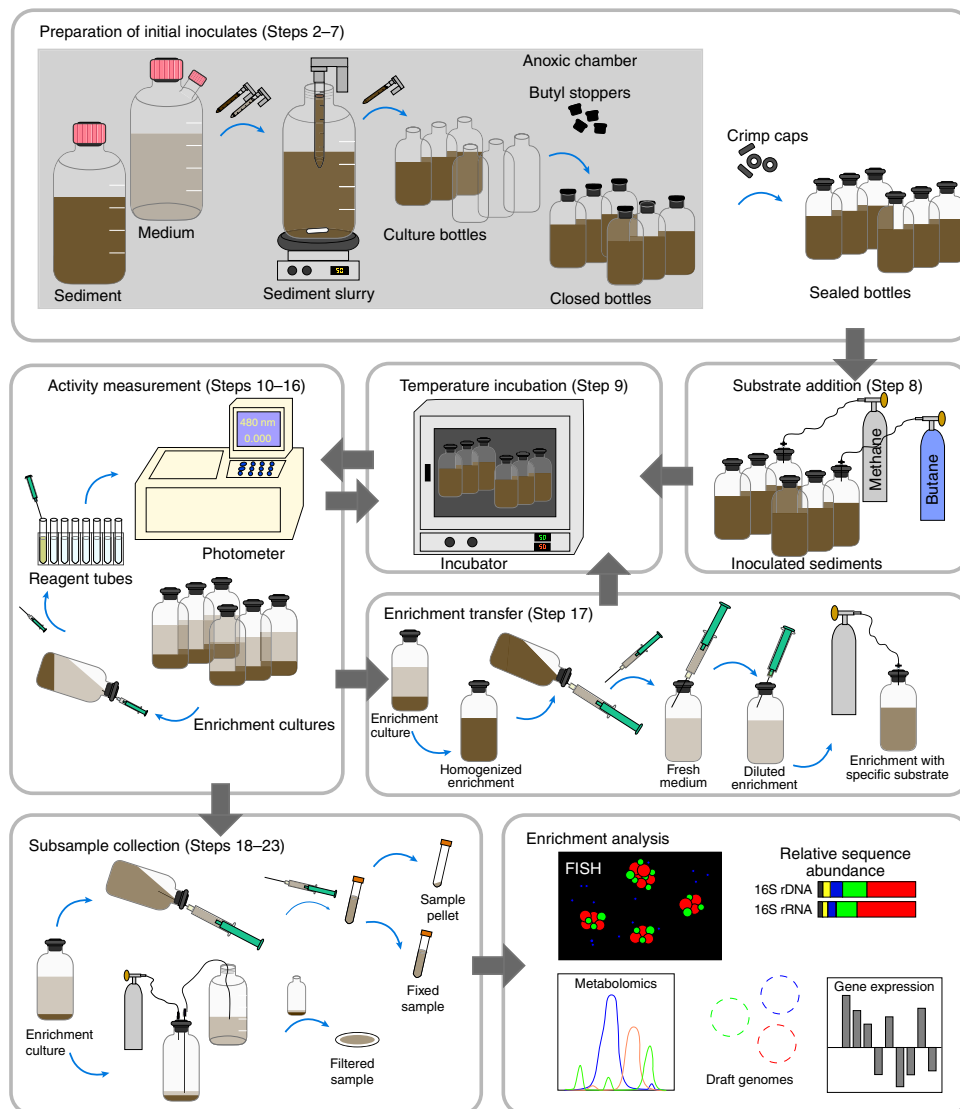 Preparation of initial inoculates (Steps 2–7)
Anoxic chamber
Butyl stoppers
Crimp caps
Medium
Sediment
50
Sediment slurry
Culture bottles
Closed bottles
Sealed bottles
Activity measurement (Steps 10–16)
480 nm
0.000
Photometer
Reagent tubes
Enrichment cultures
Temperature incubation (Step 9)
50
50
Incubator
Substrate addition (Step 8)
Methane
Butane
Inoculated sediments
Enrichment transfer (Step 17)
Enrichment
culture
Homogenized
enrichment
Fresh
medium
Diluted
enrichment
Enrichment with
specific substrate
Subsample collection (Steps 18–23)
Sample
pellet
Fixed
sample
Enrichment
culture
Filtered
sample
Enrichment analysis
FISH
Relative sequence
abundance
16S rDNA
16S rRNA
Metabolomics
Draft genomes
Gene expression